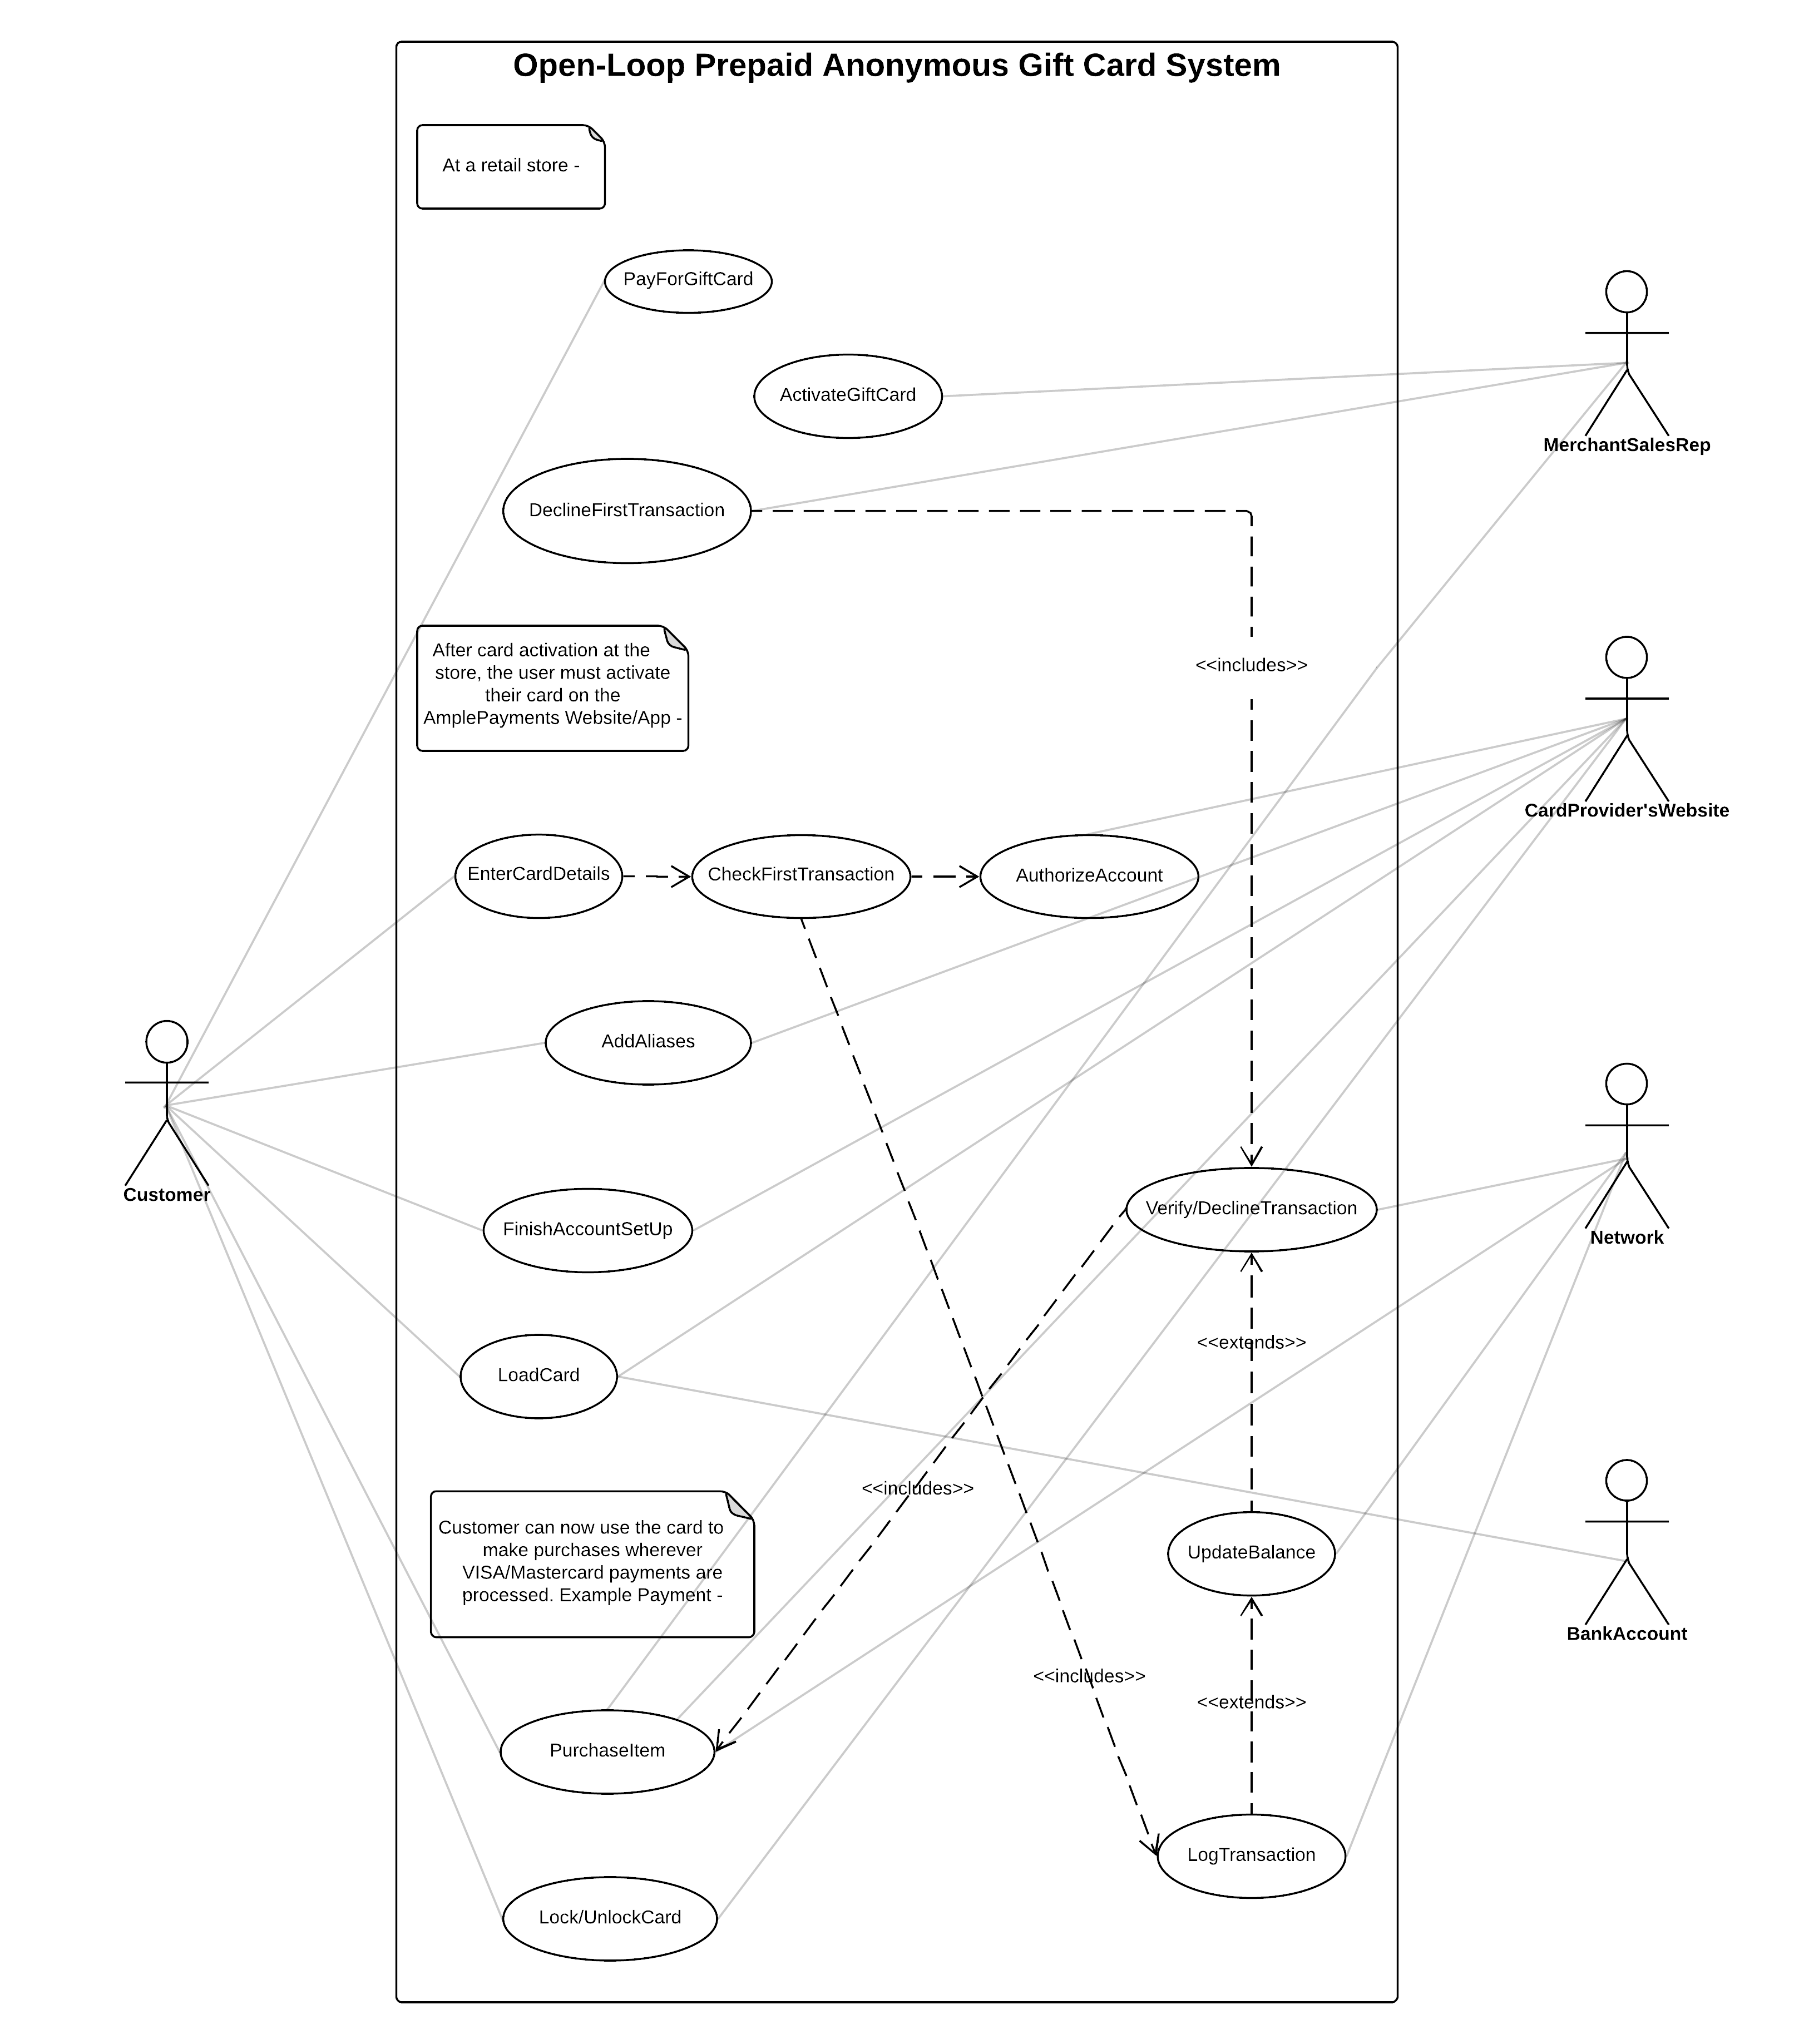 Open-Loop Prepaid Anonymous Gift Card System
At a retail store -
PayForGiftCard
ActivateGiftCard
MerchantSalesRep
DeclineFirstTransaction
After card activation at the
store, the user must activate
their card on the
AmplePayments Website/App -
<<includes>>
CardProvider'sWebsite
EnterCardDetails
CheckFirstTransaction
AuthorizeAccount
AddAliases
Customer
FinishAccountSetUp
Verify/DeclineTransaction
Network
<<extends>>
LoadCard
<<includes>>
Customer can now use the card to
make purchases wherever
VISA/Mastercard payments are
processed. Example Payment -
UpdateBalance
BankAccount
<<includes>>
<<extends>>
PurchaseItem
LogTransaction
Lock/UnlockCard